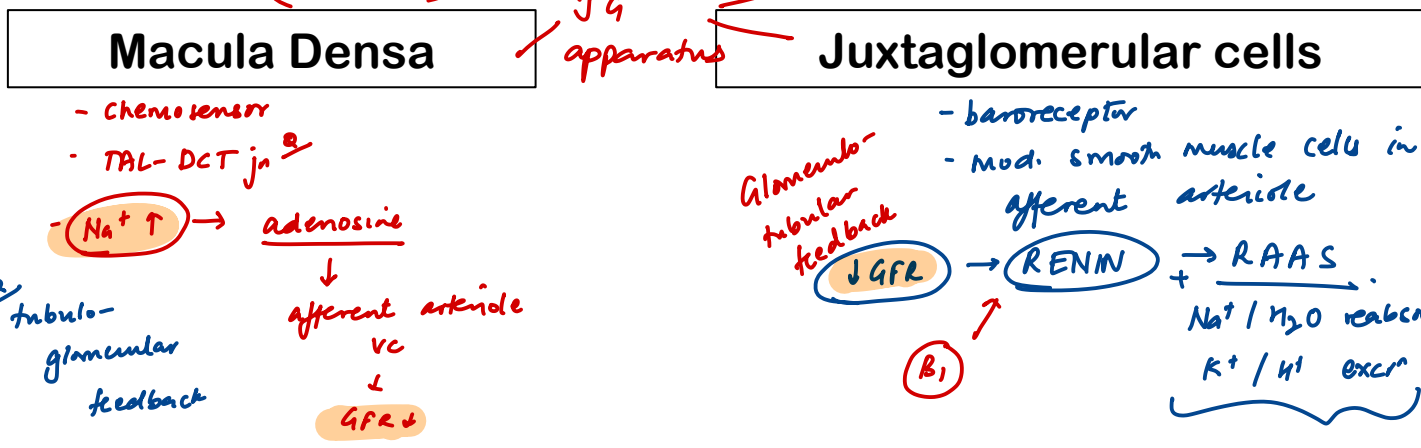 JG
apparatus
Macula Densa
- Chemosensor
- TAL-DCT jn Q
- Na+ ↑ → adenosine
↓
afferent arteriole
VC
↓
GFR ↓
tubulo-
glomerular
feedback
Juxtaglomerular cells
- baroreceptor
- mod. smooth muscle cells in
afferent arteriole
Glomerulo-
tubular
feedback
↓ GFR → RENIN + → RAAS
B1
Na+ / H2O reabs
K+ / H+ excrn